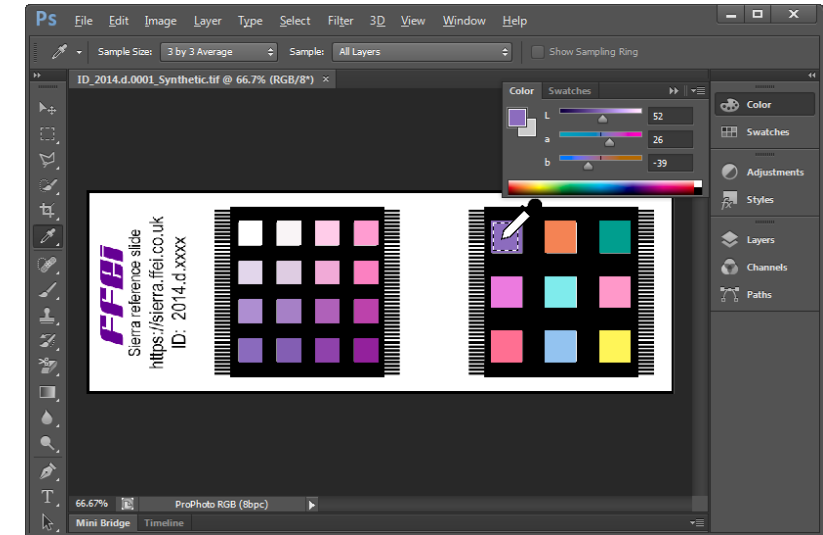 Ps File Edit Image Layer Type Select Filter 3D View Window Help
Sample Size: 3 by 3 Average Sample: All Layers Show Sampling Ring
ID_2014.d.0001_Synthetic.tif @ 66.7% (RGB/8*) ×
Color Swatches
L 52
a 26
b -39
Color
Swatches
Adjustments
Styles
Layers
Channels
Paths
ffei
Sierra reference slide
https://sierra.ffei.co.uk
ID: 2014.d.xxxx
66.67% ProPhoto RGB (8bpc)
Mini Bridge Timeline